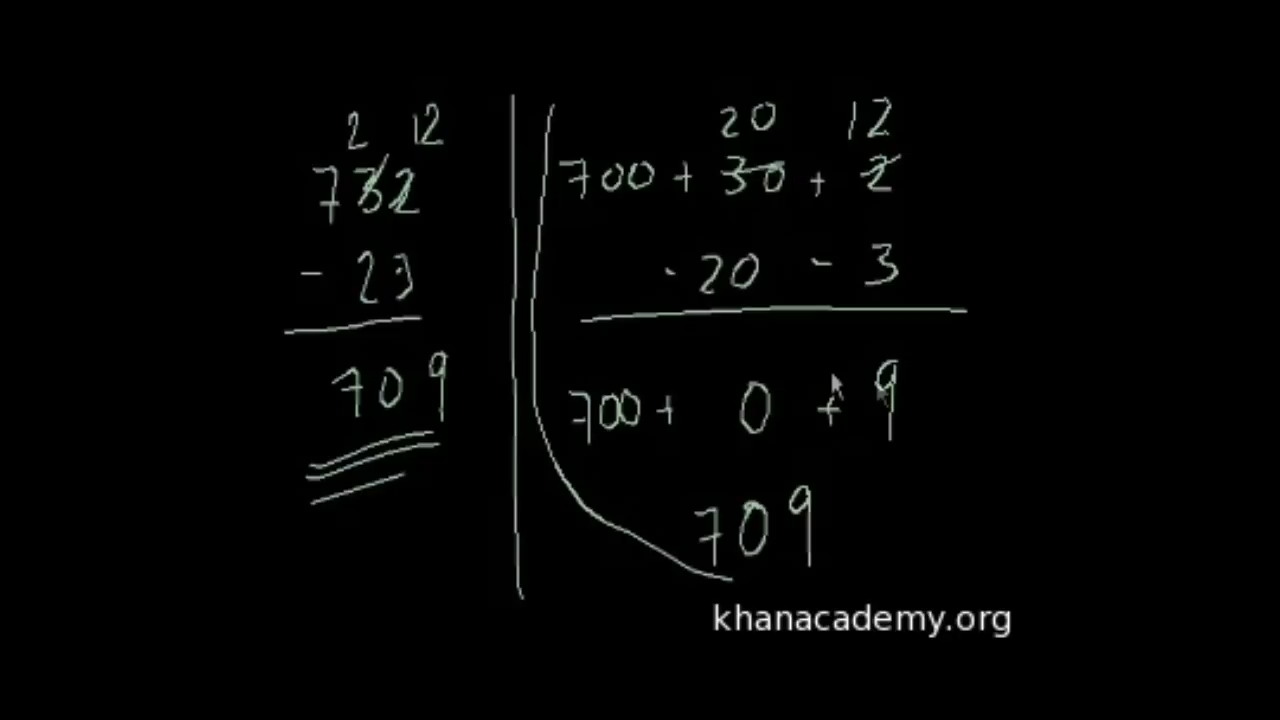 2 12
732
- 23
709
20 12
700 + 30 + 2
- 20 - 3
700 + 0 + 9
709
khanacademy.org